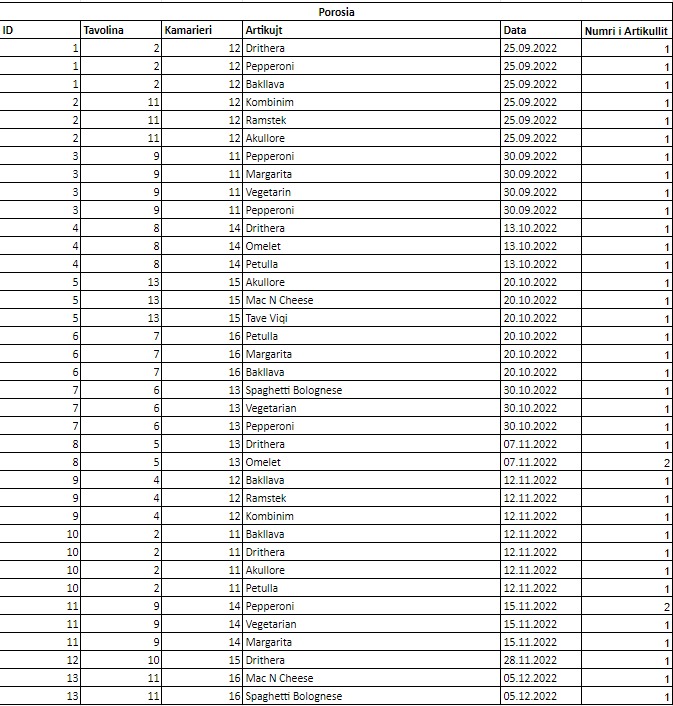 Porosia
ID Tavolina Kamarieri Artikujt Data Numri i Artikullit
1 2 12 Drithera 25.09.2022 1
1 2 12 Pepperoni 25.09.2022 1
1 2 12 Bakllava 25.09.2022 1
2 11 12 Kombinim 25.09.2022 1
2 11 12 Ramstek 25.09.2022 1
2 11 12 Akullore 25.09.2022 1
3 9 11 Pepperoni 30.09.2022 1
3 9 11 Margarita 30.09.2022 1
3 9 11 Vegetarin 30.09.2022 1
3 9 11 Pepperoni 30.09.2022 1
4 8 14 Drithera 13.10.2022 1
4 8 14 Omelet 13.10.2022 1
4 8 14 Petulla 13.10.2022 1
5 13 15 Akullore 20.10.2022 1
5 13 15 Mac N Cheese 20.10.2022 1
5 13 15 Tave Viqi 20.10.2022 1
6 7 16 Petulla 20.10.2022 1
6 7 16 Margarita 20.10.2022 1
6 7 16 Bakllava 20.10.2022 1
7 6 13 Spaghetti Bolognese 30.10.2022 1
7 6 13 Vegetarian 30.10.2022 1
7 6 13 Pepperoni 30.10.2022 1
8 5 13 Drithera 07.11.2022 1
8 5 13 Omelet 07.11.2022 2
9 4 12 Bakllava 12.11.2022 1
9 4 12 Ramstek 12.11.2022 1
9 4 12 Kombinim 12.11.2022 1
10 2 11 Bakllava 12.11.2022 1
10 2 11 Drithera 12.11.2022 1
10 2 11 Akullore 12.11.2022 1
10 2 11 Petulla 12.11.2022 1
11 9 14 Pepperoni 15.11.2022 2
11 9 14 Vegetarian 15.11.2022 1
11 9 14 Margarita 15.11.2022 1
12 10 15 Drithera 28.11.2022 1
13 11 16 Mac N Cheese 05.12.2022 1
13 11 16 Spaghetti Bolognese 05.12.2022 1